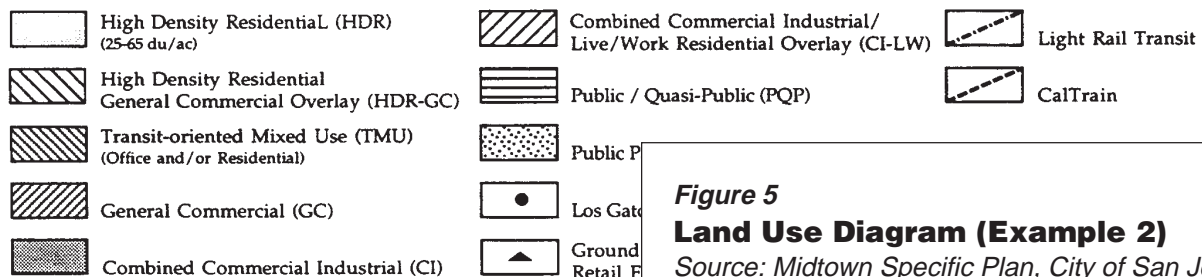 High Density ResidentiaL (HDR)
(25-65 du/ac)
High Density Residential
General Commercial Overlay (HDR-GC)
Transit-oriented Mixed Use (TMU)
(Office and/or Residential)
General Commercial (GC)
Combined Commercial Industrial (CI)
Combined Commercial Industrial/
Live/Work Residential Overlay (CI-LW)
Public / Quasi-Public (PQP)
Public P
Los Gato
Ground
Retail F
Light Rail Transit
CalTrain
Figure 5
Land Use Diagram (Example 2)
Source: Midtown Specific Plan, City of San J